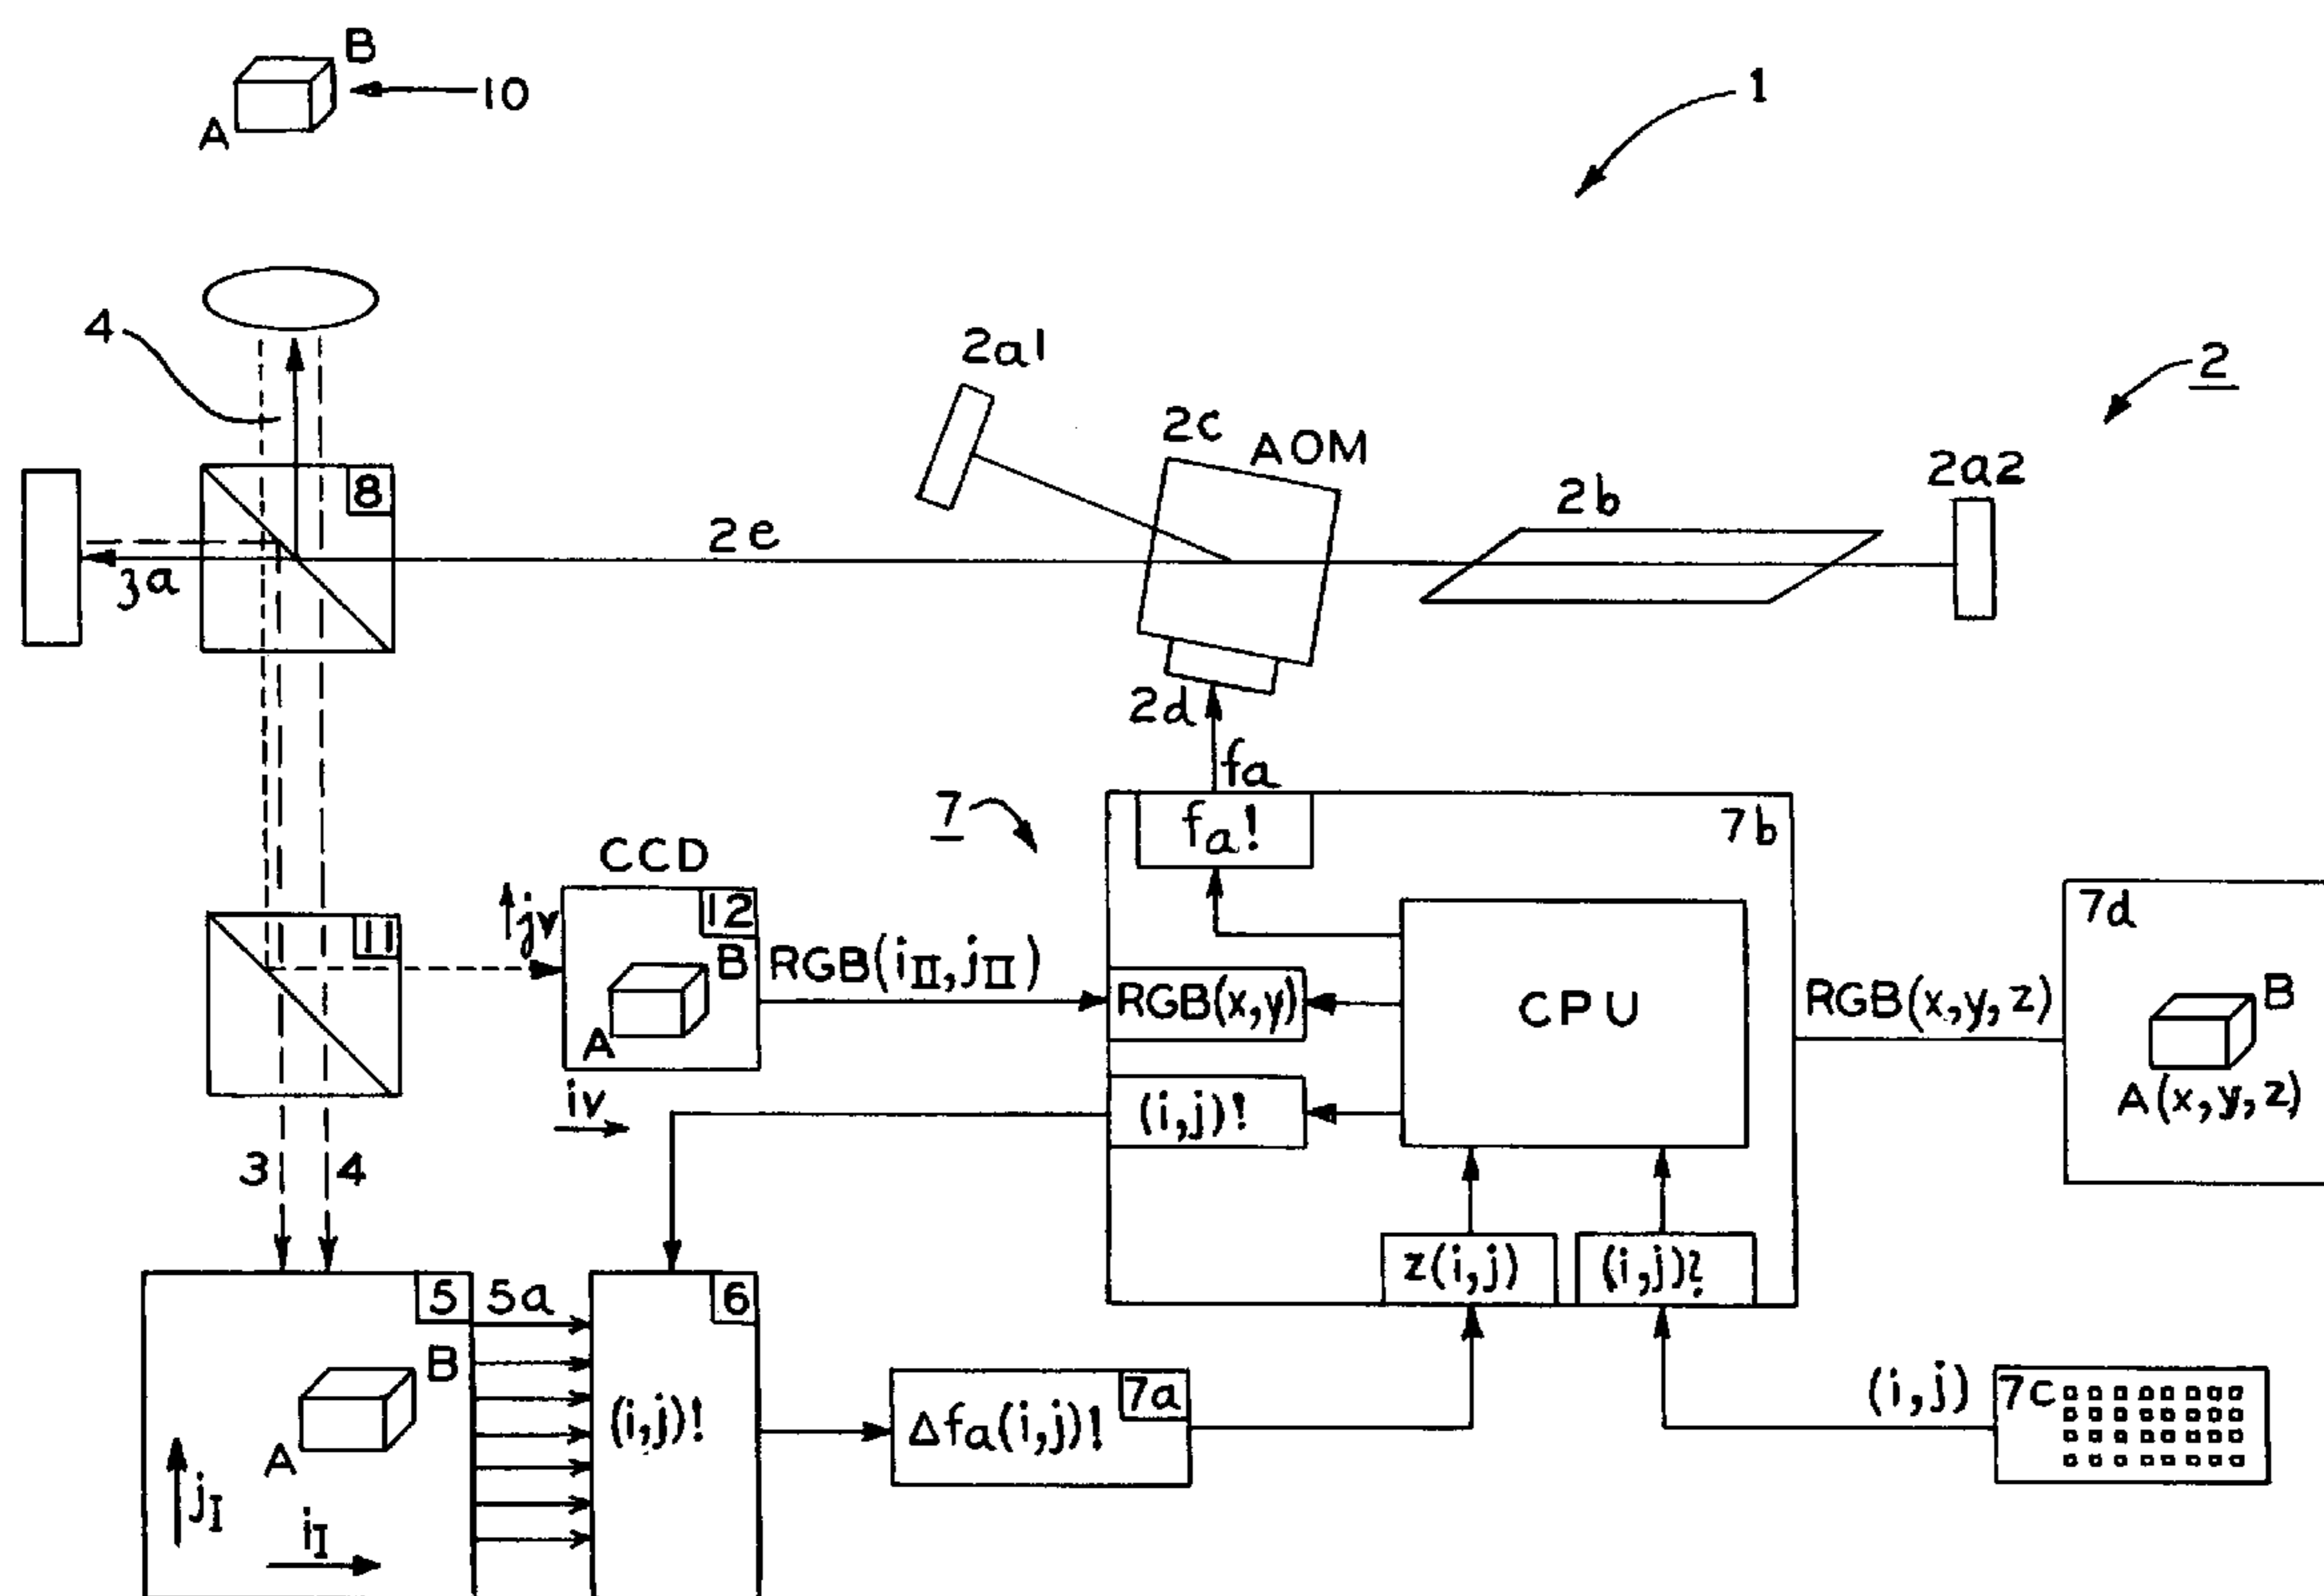 B
10
A
1
4
2a1
2c
AOM
2
2a2
8
2e
2b
3a
2d
fa
7
fa!
7b
CCD
jv
12
11
B
RGB(iII,jII)
RGB(x,y)
CPU
RGB(x,y,z)
7d
B
A
A(x,y,z)
iv
(i,j)!
3
4
z(i,j)
(i,j)?
5
5a
6
B
A
(i,j)!
7a
Δfa(i,j)!
(i,j)
7c
jI
iI